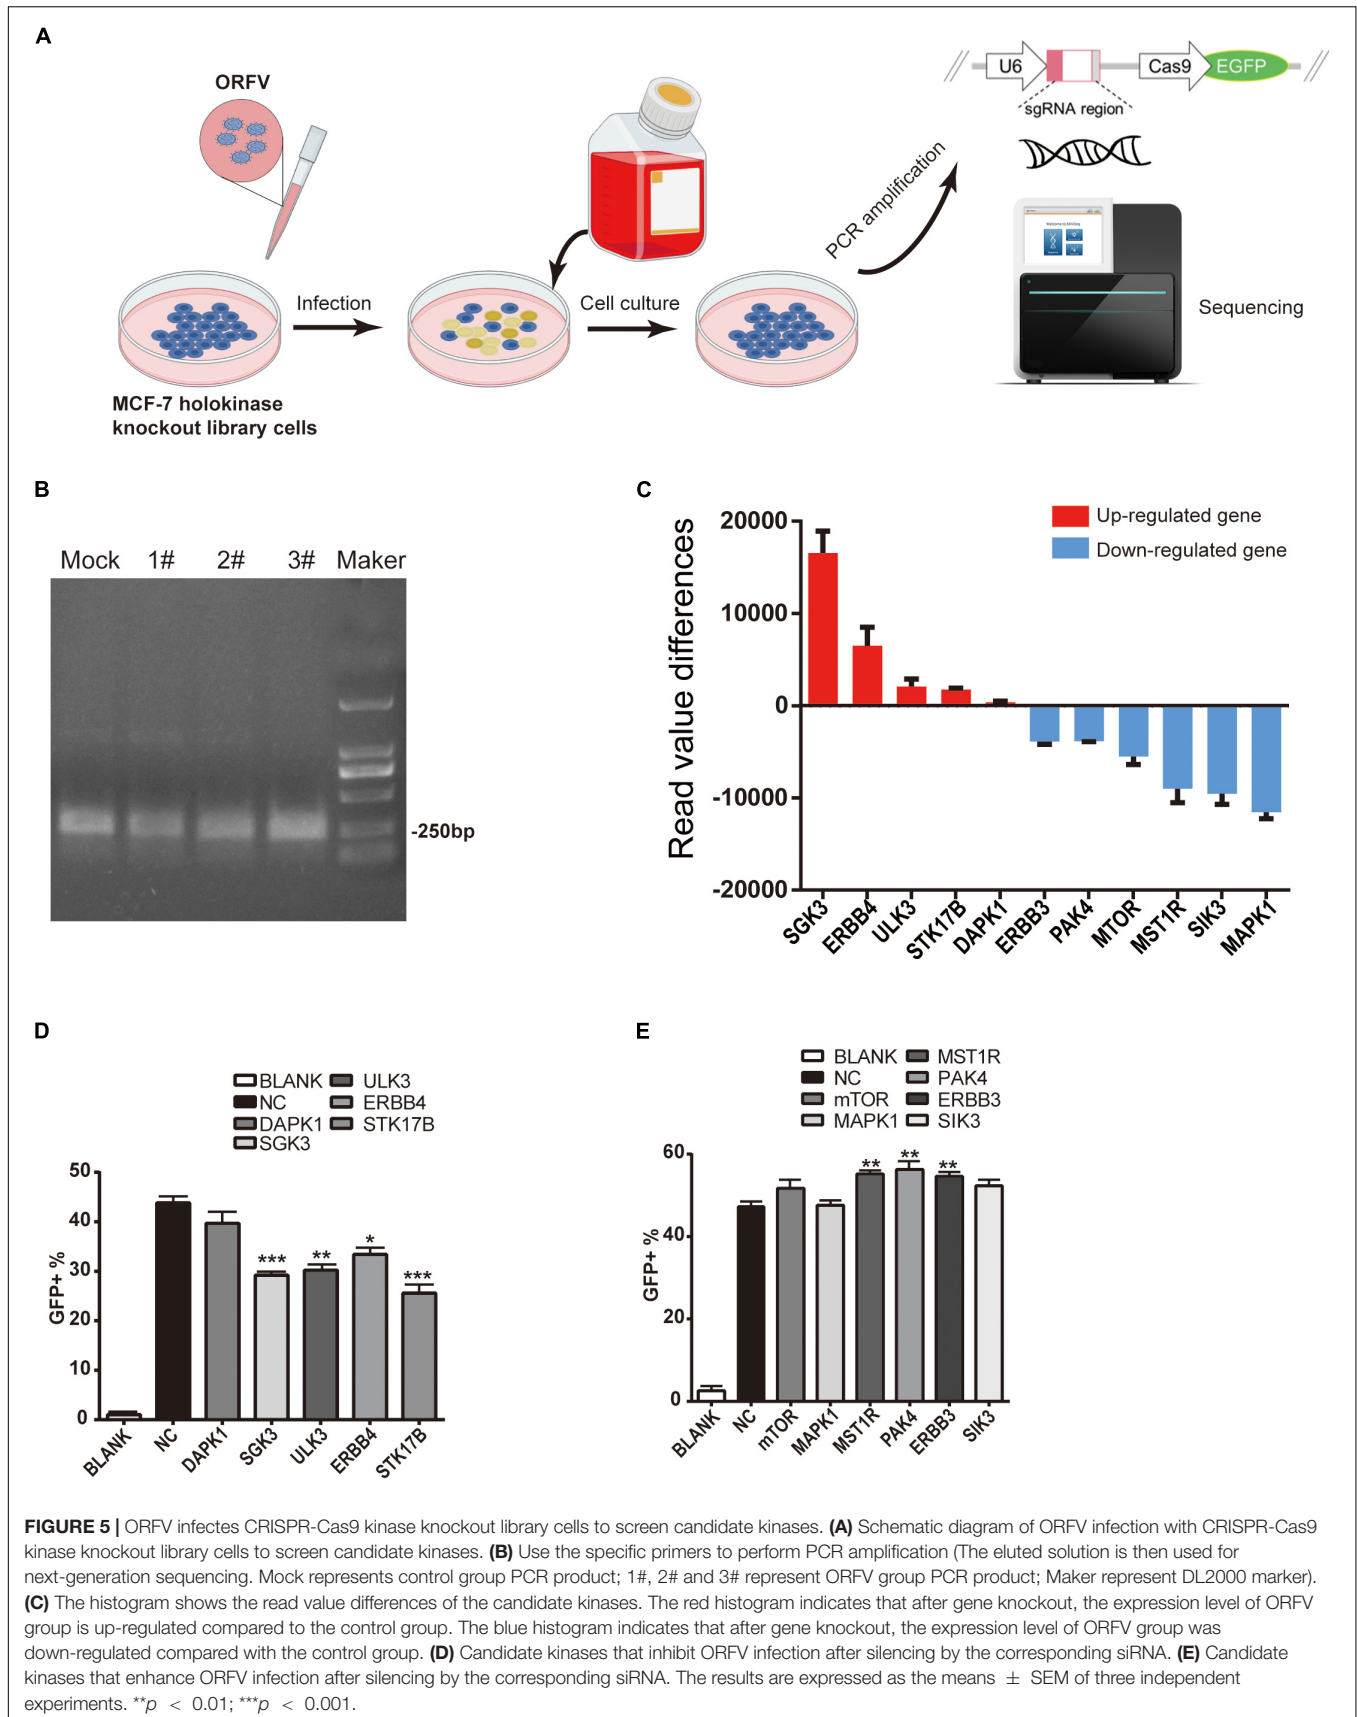 A
ORFV
U6
Cas9
EGFP
sgRNA region
PCR amplification
Infection
Cell culture
Sequencing
MCF-7 holokinase
knockout library cells
B
Mock 1# 2# 3# Maker
-250bp
C
Up-regulated gene
Down-regulated gene
Read value differences
20000
10000
0
-10000
-20000
SGK3
ERBB4
ULK3
STK17B
DAPK1
ERBB3
PAK4
MTOR
MST1R
SIK3
MAPK1
D
BLANK ULK3
NC ERBB4
DAPK1 STK17B
SGK3
GFP+ %
50
40
30
20
10
0
*** ** * ***
BLANK
NC
DAPK1
SGK3
ULK3
ERBB4
STK17B
E
BLANK MST1R
NC PAK4
mTOR ERBB3
MAPK1 SIK3
GFP+ %
60
40
20
0
** ** **
BLANK
NC
mTOR
MAPK1
MST1R
PAK4
ERBB3
SIK3
FIGURE 5 | ORFV infectes CRISPR-Cas9 kinase knockout library cells to screen candidate kinases. (A) Schematic diagram of ORFV infection with CRISPR-Cas9
kinase knockout library cells to screen candidate kinases. (B) Use the specific primers to perform PCR amplification (The eluted solution is then used for
next-generation sequencing. Mock represents control group PCR product; 1#, 2# and 3# represent ORFV group PCR product; Maker represent DL2000 marker).
(C) The histogram shows the read value differences of the candidate kinases. The red histogram indicates that after gene knockout, the expression level of ORFV
group is up-regulated compared to the control group. The blue histogram indicates that after gene knockout, the expression level of ORFV group was
down-regulated compared with the control group. (D) Candidate kinases that inhibit ORFV infection after silencing by the corresponding siRNA. (E) Candidate
kinases that enhance ORFV infection after silencing by the corresponding siRNA. The results are expressed as the means ± SEM of three independent
experiments. **p < 0.01; ***p < 0.001.